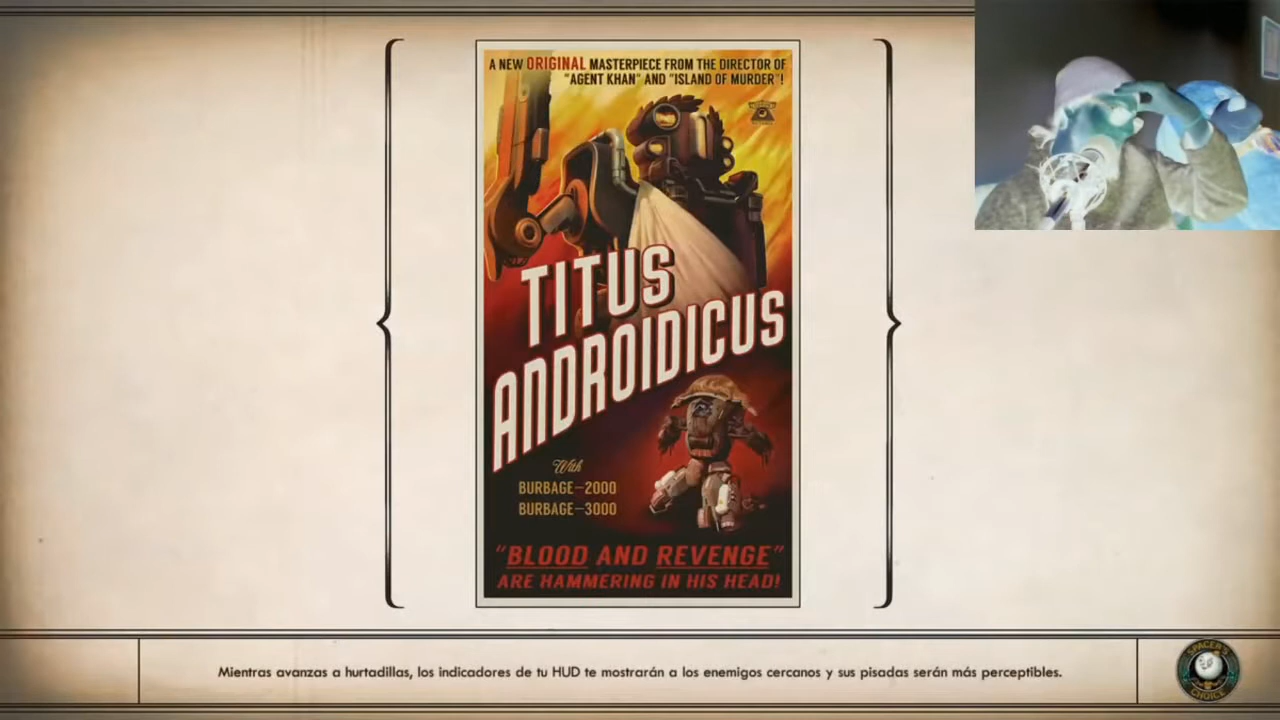 A NEW ORIGINAL MASTERPIECE FROM THE DIRECTOR OF
"AGENT KHAN" AND "ISLAND OF MURDER"!
TITUS
ANDROIDICUS
With
BURBAGE-2000
BURBAGE-3000
"BLOOD AND REVENGE"
ARE HAMMERING IN HIS HEAD!
Mientras avanzas a hurtadillas, los indicadores de tu HUD te mostrarán a los enemigos cercanos y sus pisadas serán más perceptibles.
SPACER'S
CHOICE